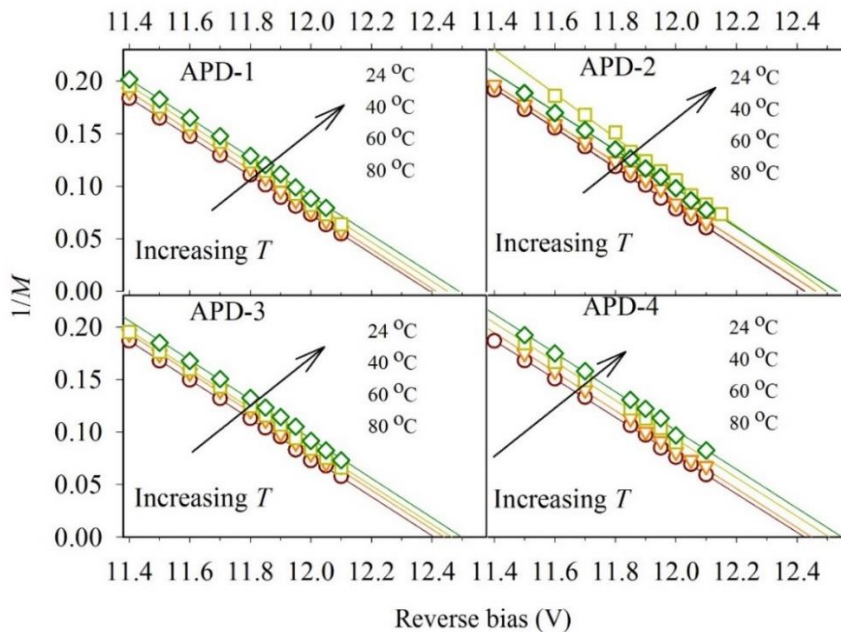 11.4 11.6 11.8 12.0 12.2 12.4 11.4 11.6 11.8 12.0 12.2 12.4
APD-1
24 °C
40 °C
60 °C
80 °C
Increasing T
APD-2
24 °C
40 °C
60 °C
80 °C
Increasing T
0.20
0.15
0.10
0.05
0.00
APD-3
24 °C
40 °C
60 °C
80 °C
Increasing T
APD-4
24 °C
40 °C
60 °C
80 °C
Increasing T
0.20
0.15
0.10
0.05
0.00
1/M
11.4 11.6 11.8 12.0 12.2 11.4 11.6 11.8 12.0 12.2 12.4
Reverse bias (V)